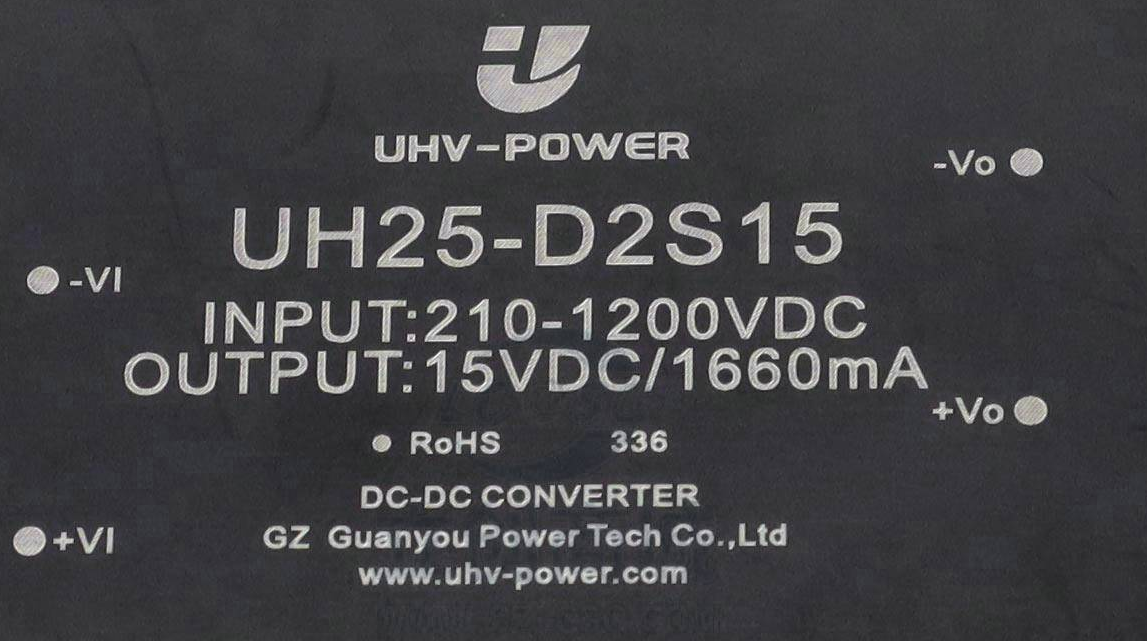 UHV-POWER
-Vo
UH25-D2S15
-VI
INPUT:210-1200VDC
OUTPUT:15VDC/1660mA
+Vo
RoHS 336
DC-DC CONVERTER
+VI
GZ Guanyou Power Tech Co.,Ltd
www.uhv-power.com